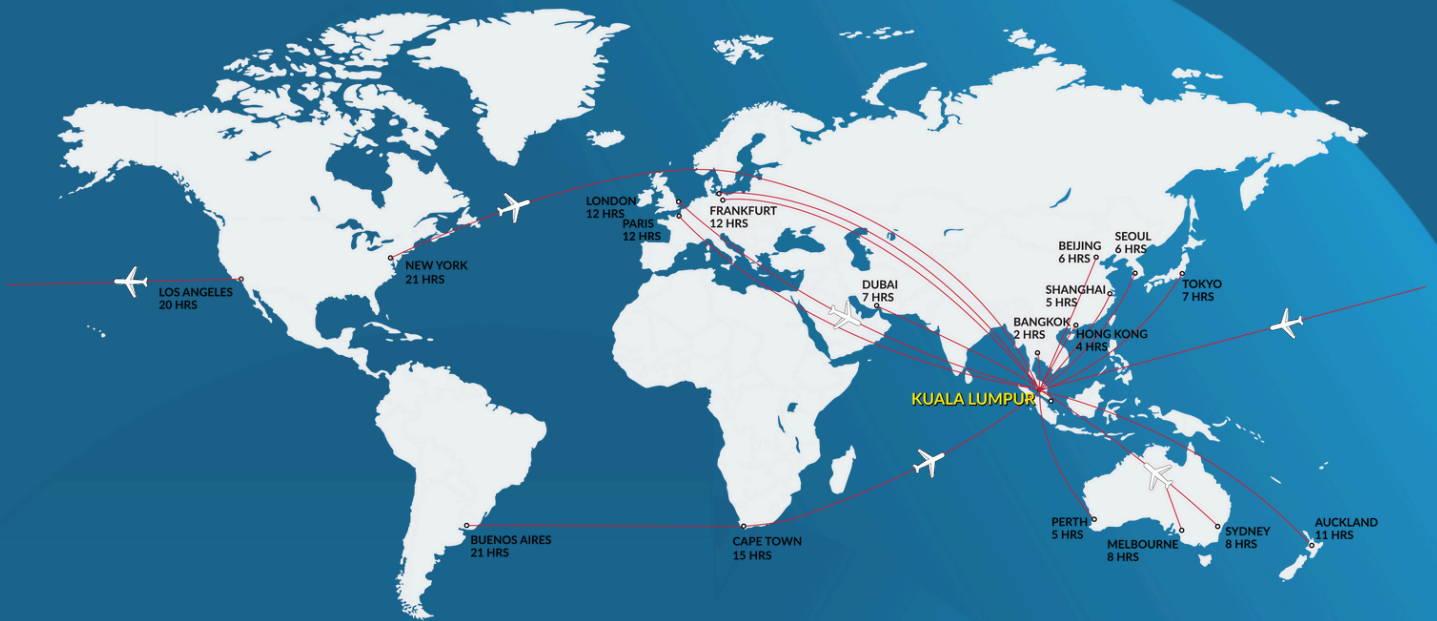 LONDON
12 HRS
PARIS
12 HRS
FRANKFURT
12 HRS
NEW YORK
21 HRS
LOS ANGELES
20 HRS
DUBAI
7 HRS
BEIJING
6 HRS
SEOUL
6 HRS
SHANGHAI
5 HRS
TOKYO
7 HRS
BANGKOK
2 HRS
HONG KONG
4 HRS
KUALA LUMPUR
BUENOS AIRES
21 HRS
CAPE TOWN
15 HRS
PERTH
5 HRS
MELBOURNE
8 HRS
SYDNEY
8 HRS
AUCKLAND
11 HRS